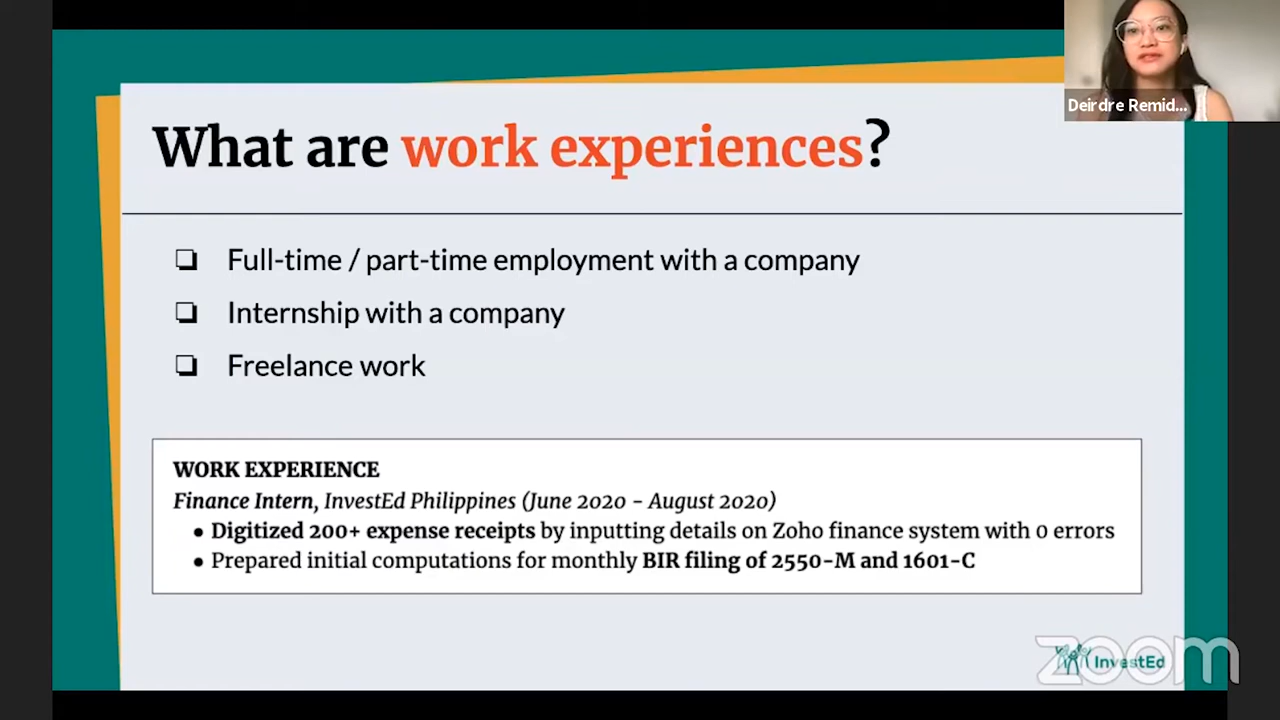 Deirdre Remid...
What are work experiences?
❏ Full-time / part-time employment with a company
❏ Internship with a company
❏ Freelance work
WORK EXPERIENCE
Finance Intern, InvestEd Philippines (June 2020 - August 2020)
● Digitized 200+ expense receipts by inputting details on Zoho finance system with 0 errors
● Prepared initial computations for monthly BIR filing of 2550-M and 1601-C
InvestEd
zoom